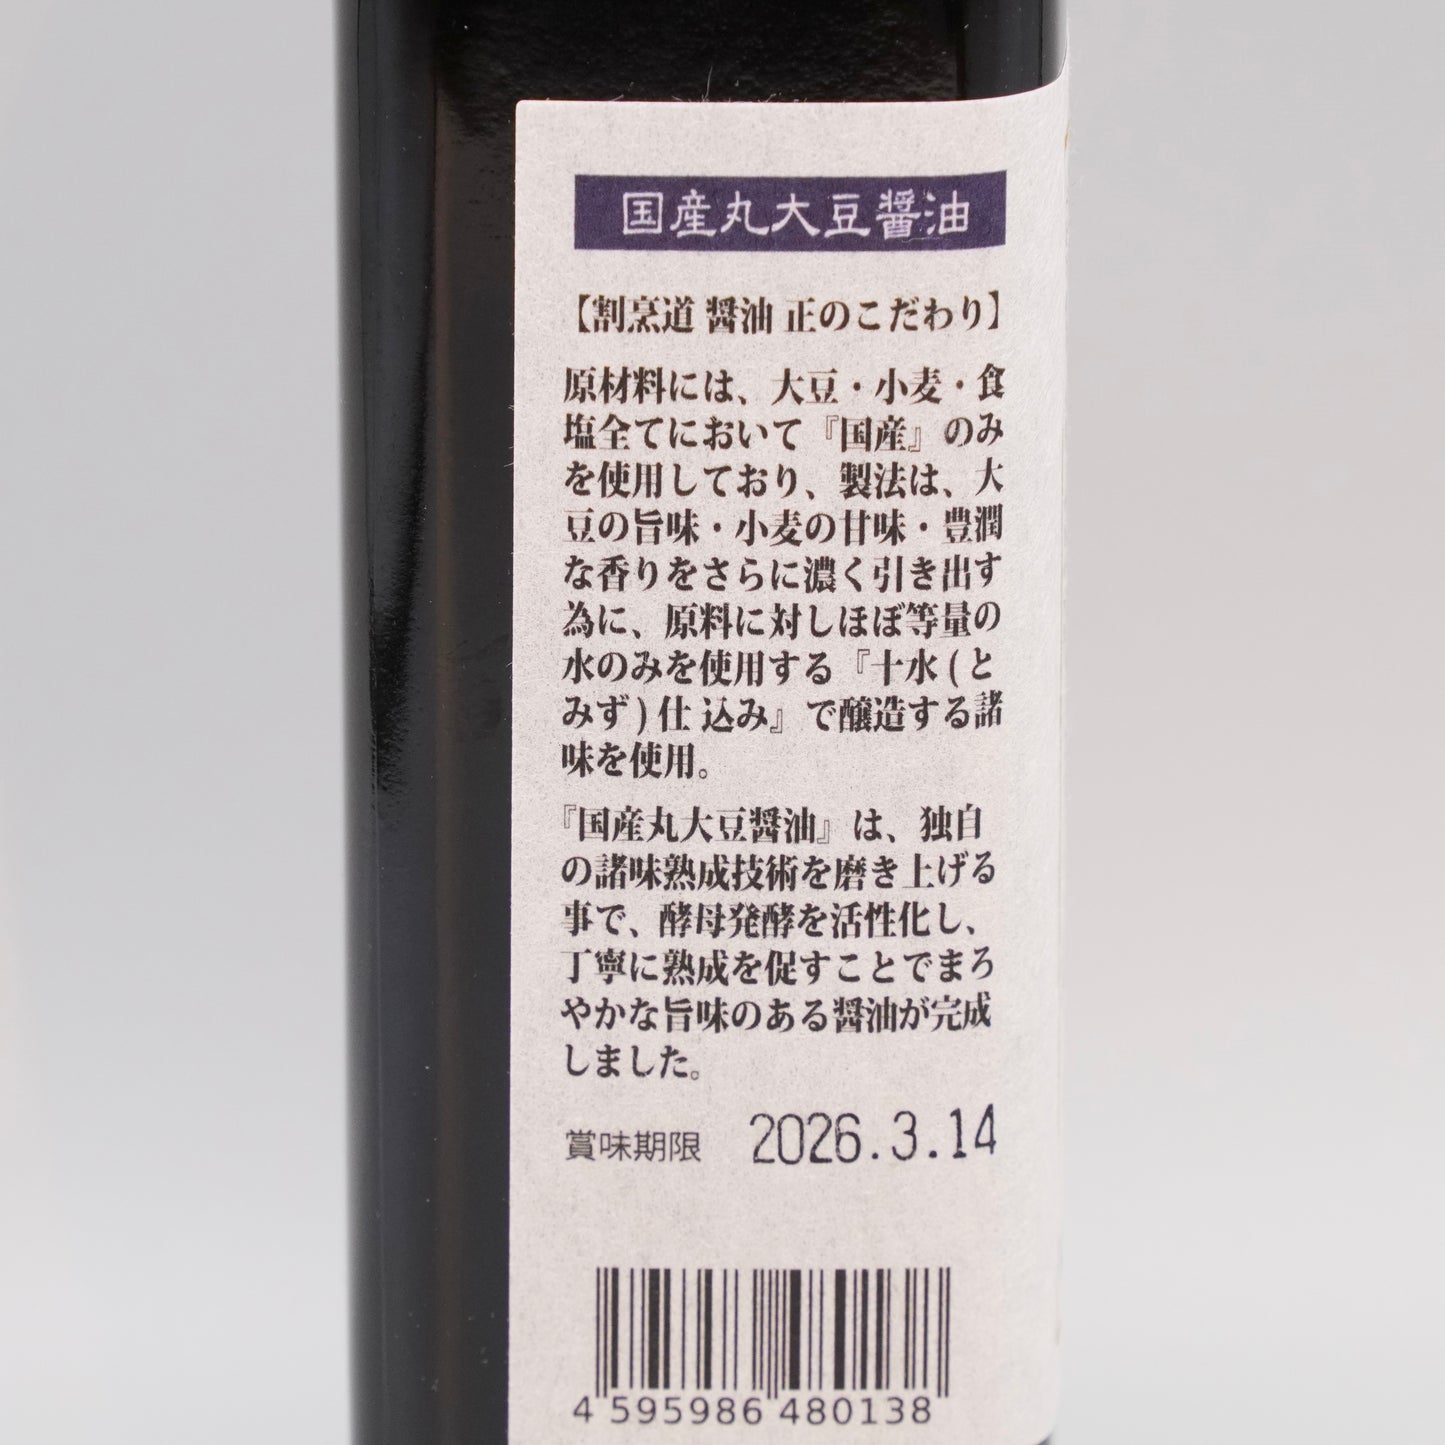 国産丸大豆醤油
【割烹道 醤油 正のこだわり】
原材料には、大豆・小麦・食
塩全てにおいて『国産』のみ
を使用しており、製法は、大
豆の旨味・小麦の甘味・豊潤
な香りをさらに濃く引き出す
為に、原料に対しほぼ等量の
水のみを使用する『十水(と
みず)仕込み』で醸造する諸
味を使用。
『国産丸大豆醤油』は、独自
の諸味熟成技術を磨き上げる
事で、酵母発酵を活性化し、
丁寧に熟成を促すことでまろ
やかな旨味のある醤油が完成
しました。
賞味期限 2026.3.14
4 595986 480138